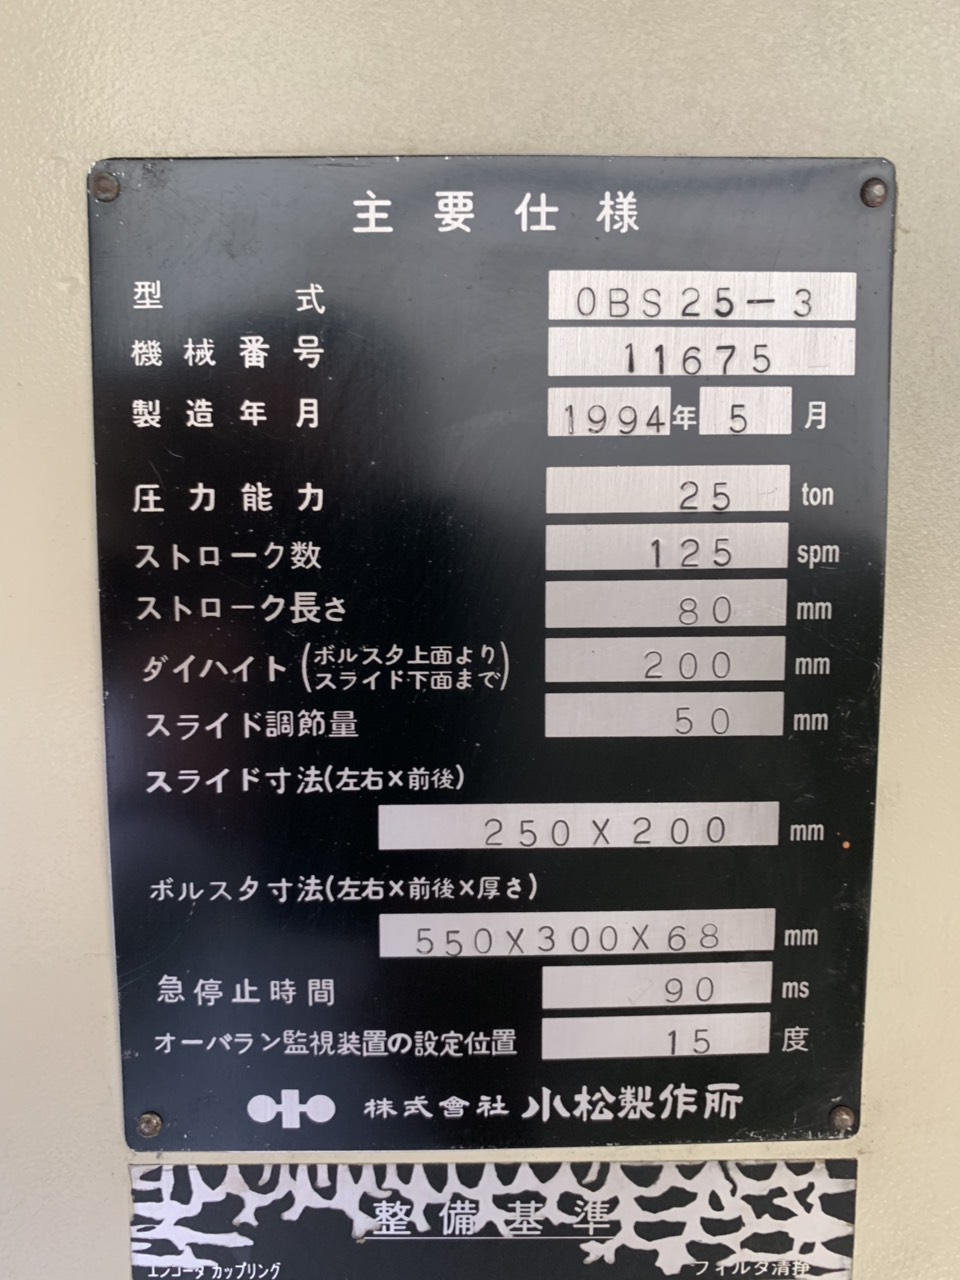 主要仕様
型式 OBS25-3
機械番号 11675
製造年月 1994年5月
圧力能力 25 ton
ストローク数 125 spm
ストローク長さ 80 mm
ダイハイト(ボルスタ上面より スライド下面まで) 200 mm
スライド調節量 50 mm
スライド寸法(左右×前後)
250X200 mm
ボルスタ寸法(左右×前後×厚さ)
550X300X68 mm
急停止時間 90 ms
オーバラン監視装置の設定位置 15 度
株式會社 小松製作所
整備基準
エンコーダカップリング フィルタ清掃